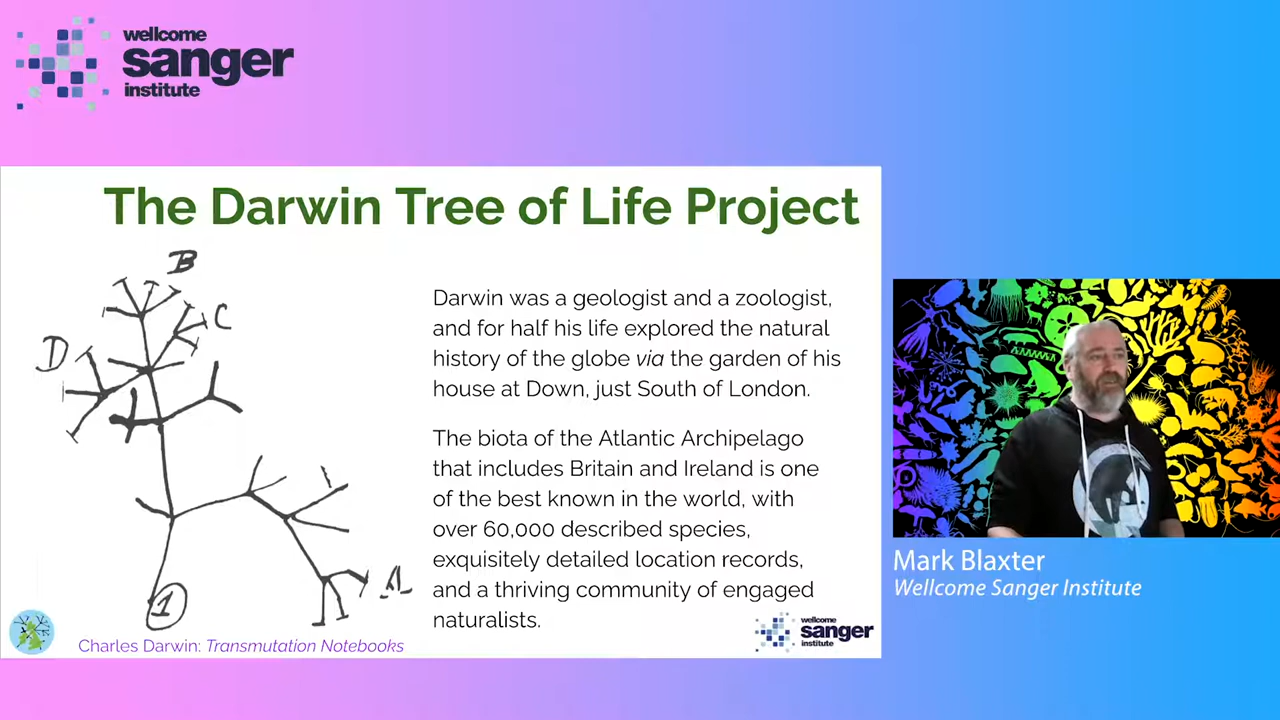 wellcome
sanger
institute
The Darwin Tree of Life Project
B
C
D
A
1
Darwin was a geologist and a zoologist,
and for half his life explored the natural
history of the globe via the garden of his
house at Down, just South of London.
The biota of the Atlantic Archipelago
that includes Britain and Ireland is one
of the best known in the world, with
over 60,000 described species,
exquisitely detailed location records,
and a thriving community of engaged
naturalists.
Charles Darwin: Transmutation Notebooks
wellcome
sanger
institute
Mark Blaxter
Wellcome Sanger Institute